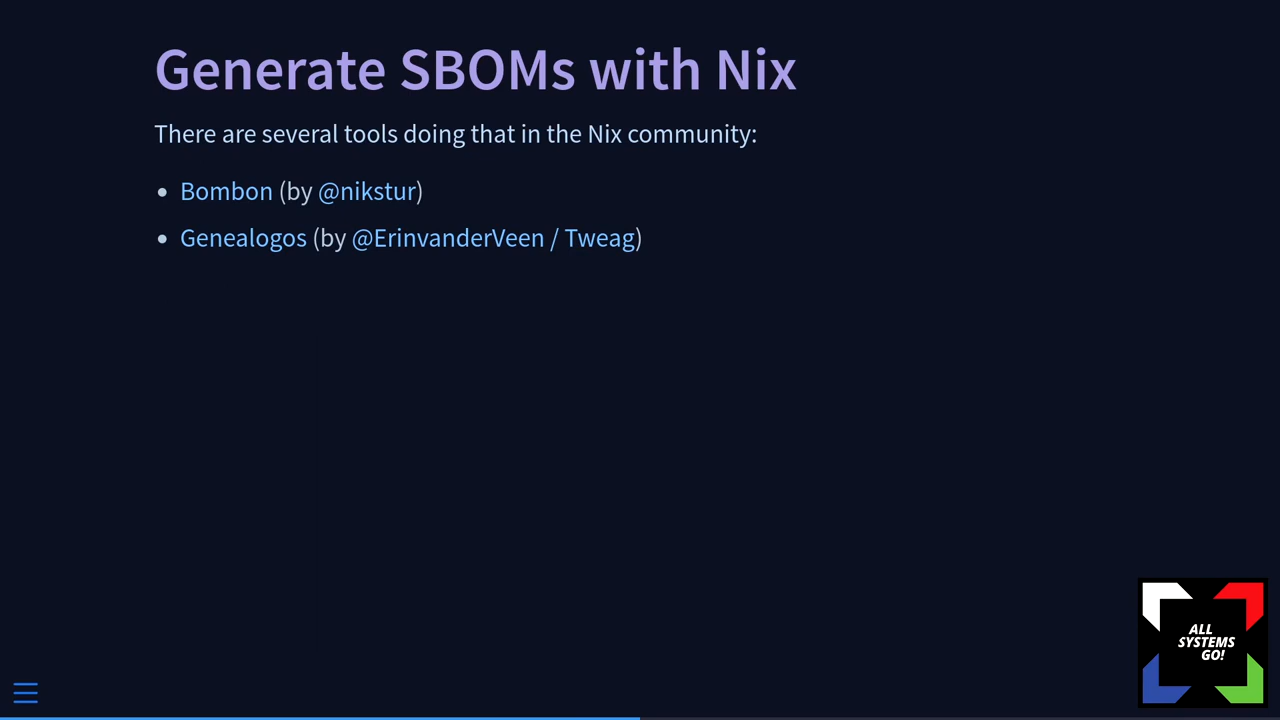 Generate SBOMs with Nix
There are several tools doing that in the Nix community:
• Bombon (by @nikstur)
• Genealogos (by @ErinvanderVeen / Tweag)
ALL
SYSTEMS
GO!